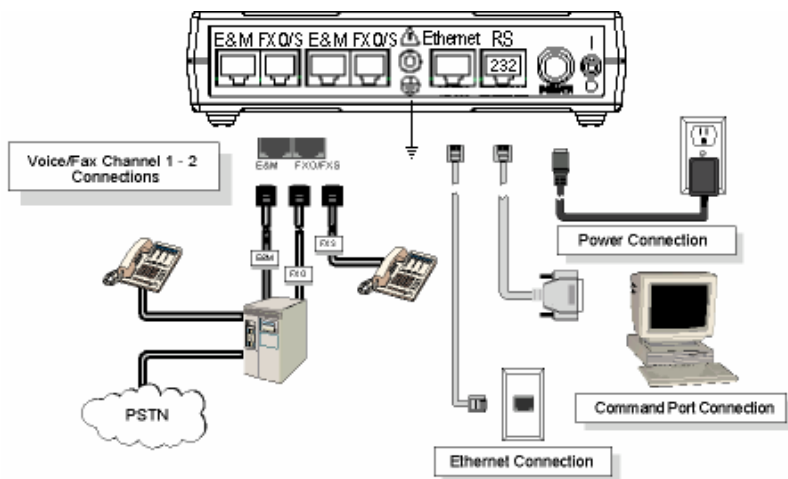 E&M FXO/S E&M FXO/S Ethernet RS
232
POWER
Voice/Fax Channel 1 - 2
Connections
E&M FXO/FXS
E&M
FXO
FXS
Power Connection
PSTN
Command Port Connection
Ethernet Connection